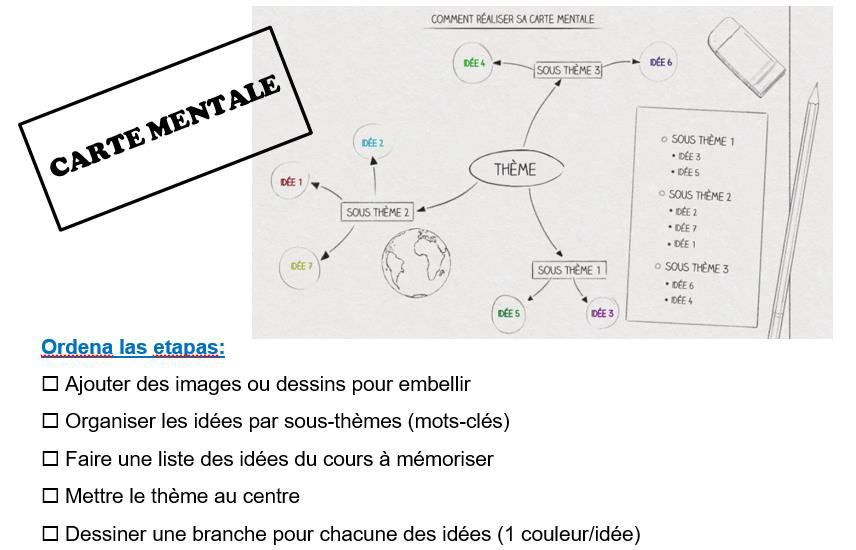 CARTE MENTALE
COMMENT RÉALISER SA CARTE MENTALE
IDÉE 4
SOUS THÈME 3
IDÉE 6
IDÉE 2
IDÉE 1
THÈME
SOUS THÈME 2
IDÉE 7
SOUS THÈME 1
IDÉE 5
IDÉE 3
SOUS THÈME 1
• IDÉE 3
• IDÉE 5
SOUS THÈME 2
• IDÉE 2
• IDÉE 7
• IDÉE 1
SOUS THÈME 3
• IDÉE 6
• IDÉE 4
Ordena las etapas:
☐ Ajouter des images ou dessins pour embellir
☐ Organiser les idées par sous-thèmes (mots-clés)
☐ Faire une liste des idées du cours à mémoriser
☐ Mettre le thème au centre
☐ Dessiner une branche pour chacune des idées (1 couleur/idée)